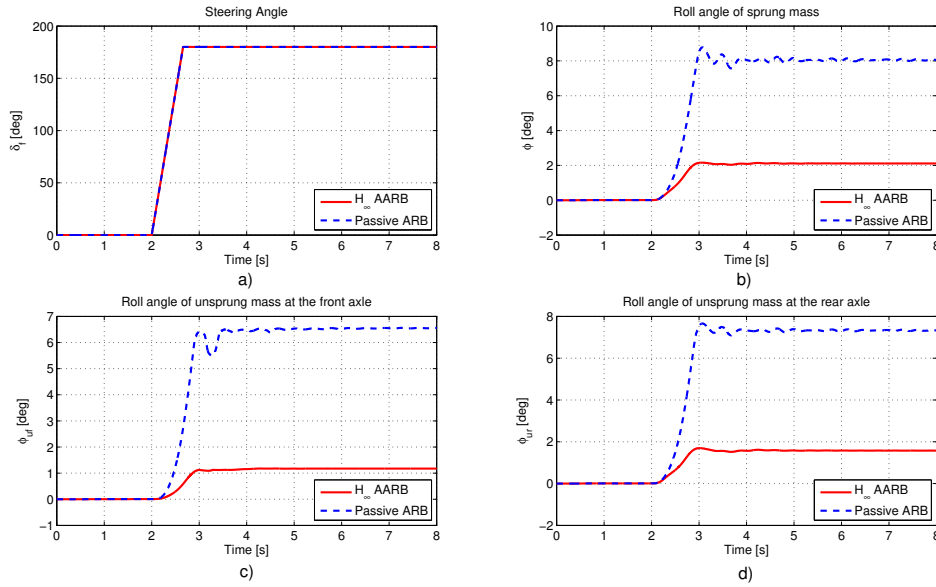 Steering Angle
200
150
100
50
0
δf [deg]
H∞ AARB
Passive ARB
0 1 2 3 4 5 6 7 8
Time [s]
a)
Roll angle of sprung mass
10
8
6
4
2
0
−2
ϕ [deg]
H∞ AARB
Passive ARB
0 1 2 3 4 5 6 7 8
Time [s]
b)
Roll angle of unsprung mass at the front axle
7
6
5
4
3
2
1
0
−1
ϕuf [deg]
H∞ AARB
Passive ARB
0 1 2 3 4 5 6 7 8
Time [s]
c)
Roll angle of unsprung mass at the rear axle
8
6
4
2
0
−2
ϕur [deg]
H∞ AARB
Passive ARB
0 1 2 3 4 5 6 7 8
Time [s]
d)